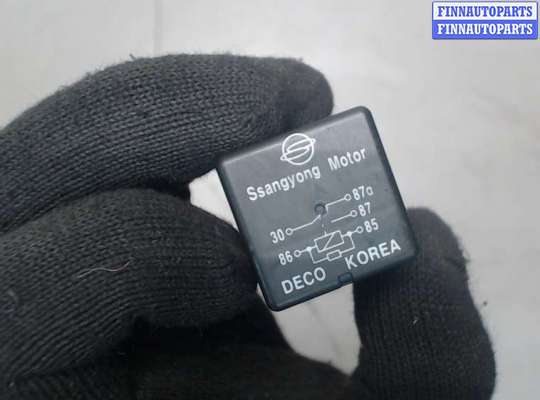 FINNAUTOPARTS
FINNAUTOPARTS
Ssangyong Motor
87a
87
30
85
86
DECO KOREA